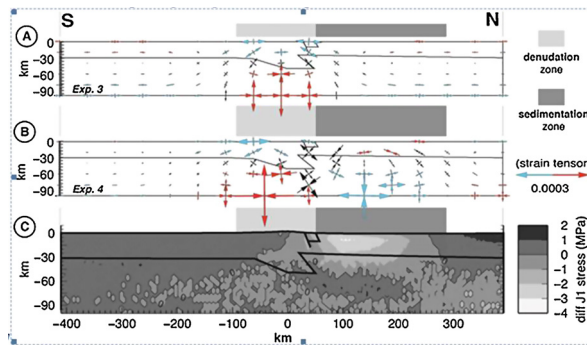 S N
A
km
0
-30
-60
-90
Exp. 3
denudation
zone
sedimentation
zone
B
km
0
-30
-60
-90
Exp. 4
(strain tensor)
0.0003
C
km
0
-30
-60
-90
-400 -300 -200 -100 0 100 200 300
km
2
1
0
-1
-2
-3
-4
diff J1 stress (MPa)